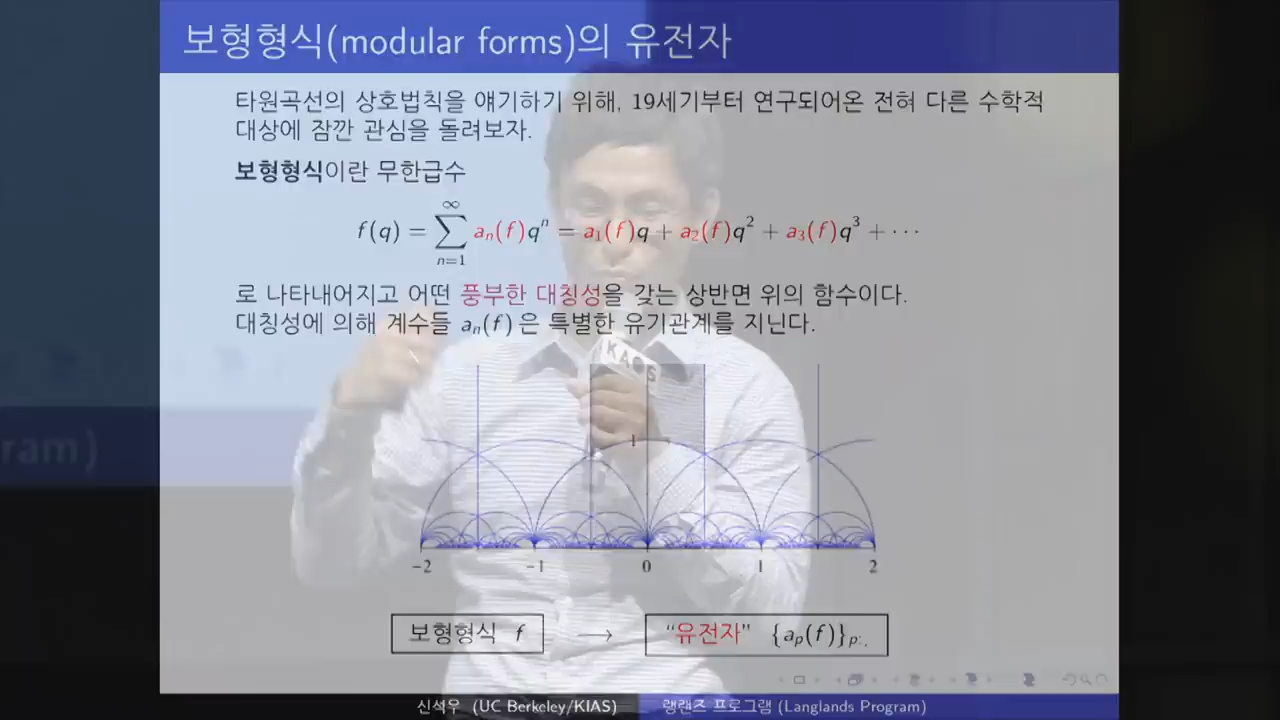 보형형식(modular forms)의 유전자
타원곡선의 상호법칙을 얘기하기 위해, 19세기부터 연구되어온 전혀 다른 수학적
대상에 잠깐 관심을 돌려보자.
보형형식이란 무한급수
f(q) = ∑_{n=1}^{∞} a_n(f)q^n = a_1(f)q + a_2(f)q^2 + a_3(f)q^3 + ⋯
로 나타내어지고 어떤 풍부한 대칭성을 갖는 상반면 위의 함수이다.
대칭성에 의해 계수들 a_n(f)은 특별한 유기관계를 지닌다.
KAOS
1
-2 -1 0 1 2
보형형식 f → “유전자” {a_p(f)}_p:,
ram)
신석우 (UC Berkeley/KIAS) 랭랜즈 프로그램 (Langlands Program)